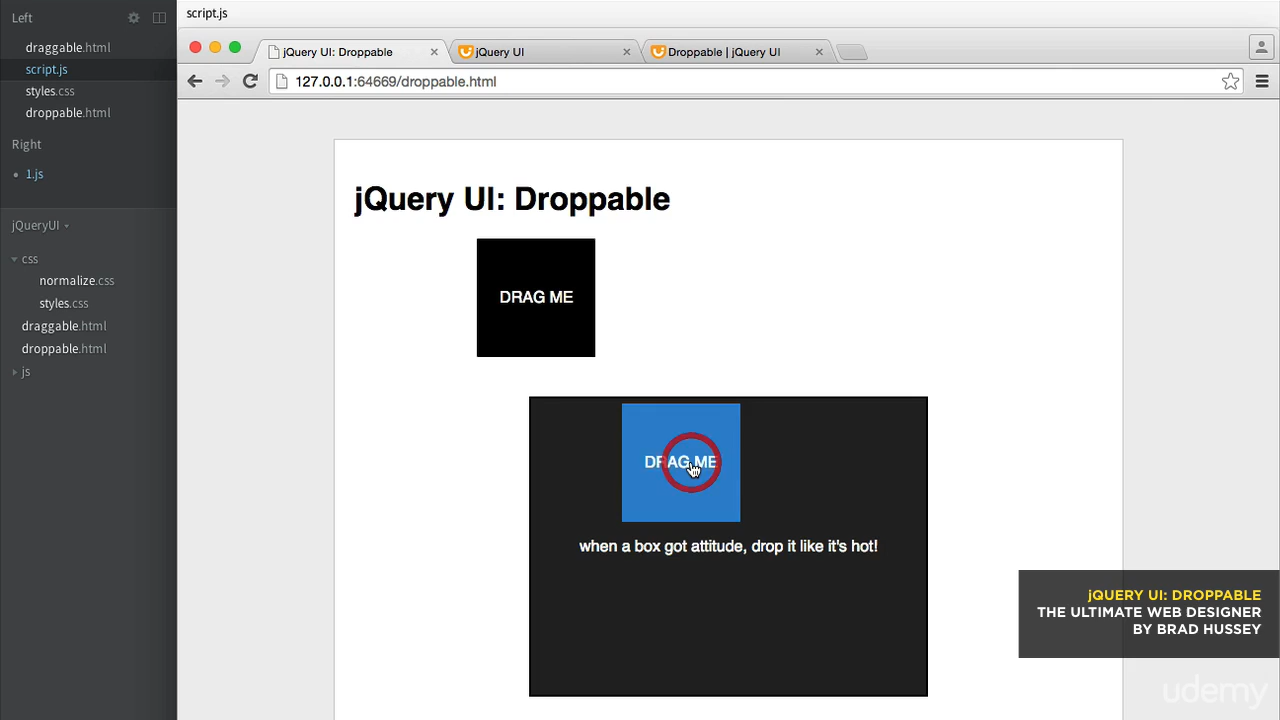 Left
draggable.html
script.js
styles.css
droppable.html
Right
1.js
jQueryUI
css
normalize.css
styles.css
draggable.html
droppable.html
js
script.js
jQuery UI: Droppable
jQuery UI
Droppable | jQuery UI
127.0.0.1:64669/droppable.html
jQuery UI: Droppable
DRAG ME
DRAG ME
when a box got attitude, drop it like it's hot!
jQUERY UI: DROPPABLE
THE ULTIMATE WEB DESIGNER
BY BRAD HUSSEY
udemy